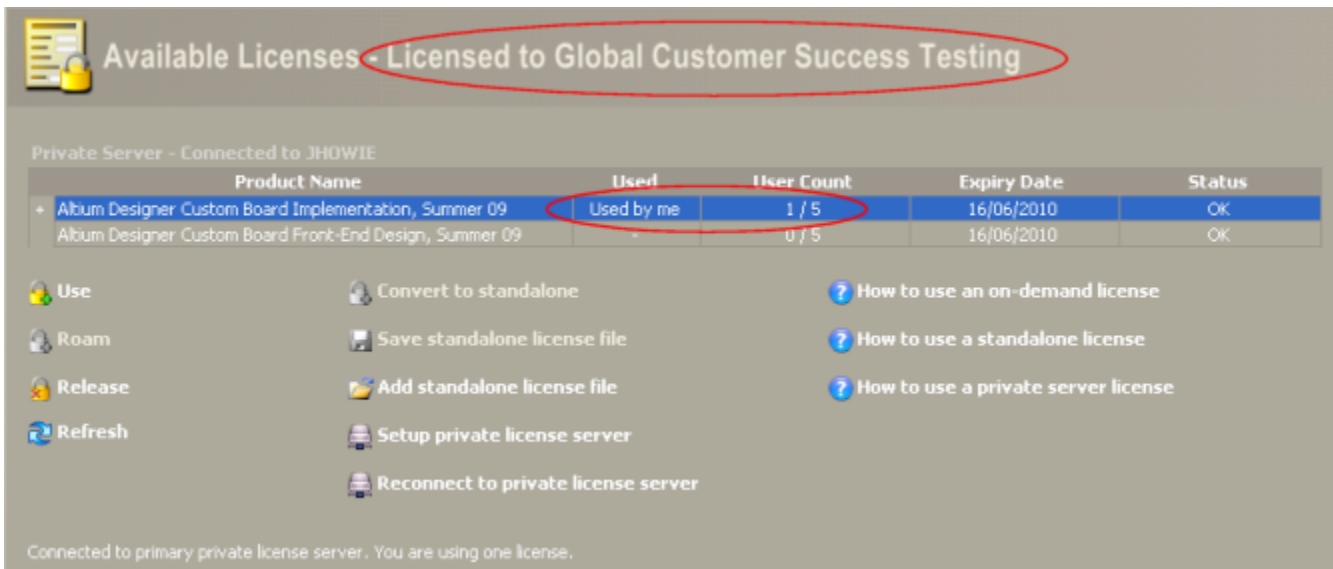 Available Licenses - Licensed to Global Customer Success Testing
Private Server - Connected to JHOWIE
Product Name Used User Count Expiry Date Status
+ Altium Designer Custom Board Implementation, Summer 09 Used by me 1 / 5 16/06/2010 OK
Altium Designer Custom Board Front-End Design, Summer 09 - 0 / 5 16/06/2010 OK
Use Convert to standalone How to use an on-demand license
Roam Save standalone license file How to use a standalone license
Release Add standalone license file How to use a private server license
Refresh Setup private license server
Reconnect to private license server
Connected to primary private license server. You are using one license.